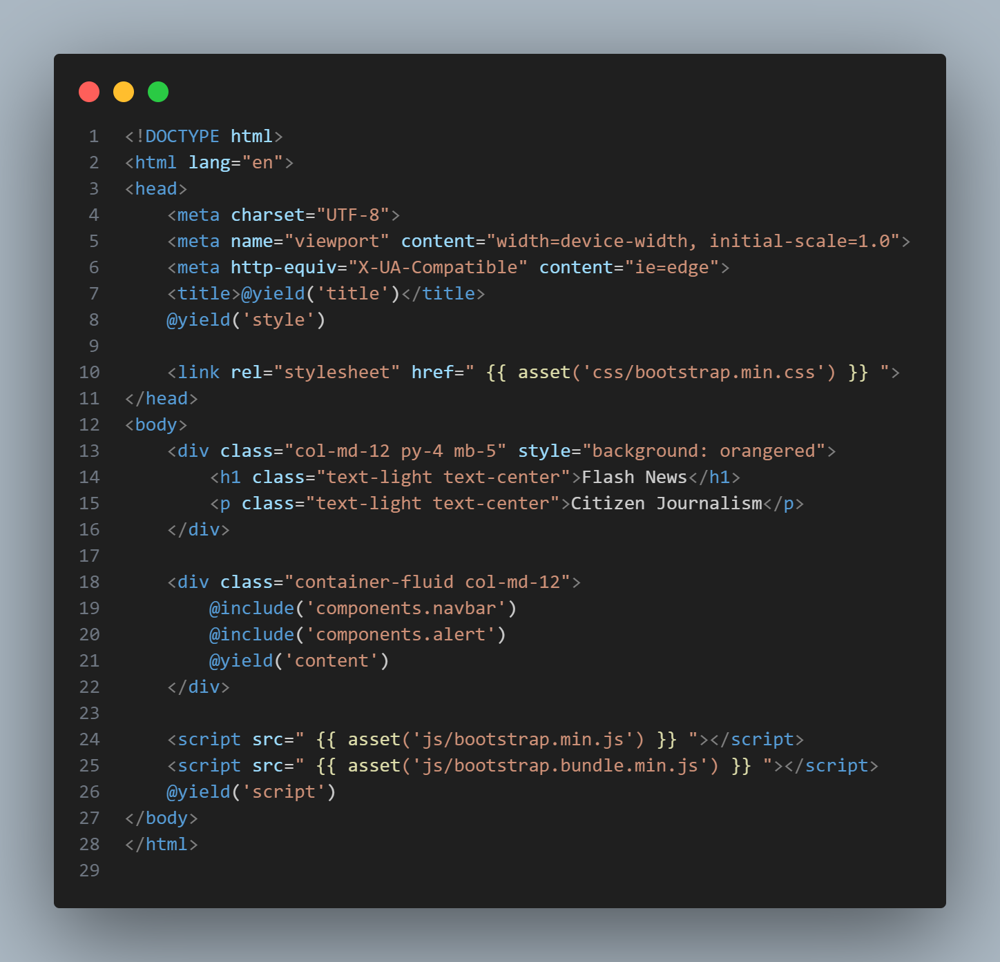 1 <!DOCTYPE html>
2 <html lang="en">
3 <head>
4     <meta charset="UTF-8">
5     <meta name="viewport" content="width=device-width, initial-scale=1.0">
6     <meta http-equiv="X-UA-Compatible" content="ie=edge">
7     <title>@yield('title')</title>
8     @yield('style')
9
10     <link rel="stylesheet" href=" {{ asset('css/bootstrap.min.css') }} ">
11 </head>
12 <body>
13     <div class="col-md-12 py-4 mb-5" style="background: orangered">
14         <h1 class="text-light text-center">Flash News</h1>
15         <p class="text-light text-center">Citizen Journalism</p>
16     </div>
17
18     <div class="container-fluid col-md-12">
19         @include('components.navbar')
20         @include('components.alert')
21         @yield('content')
22     </div>
23
24     <script src=" {{ asset('js/bootstrap.min.js') }} "></script>
25     <script src=" {{ asset('js/bootstrap.bundle.min.js') }} "></script>
26     @yield('script')
27 </body>
28 </html>
29